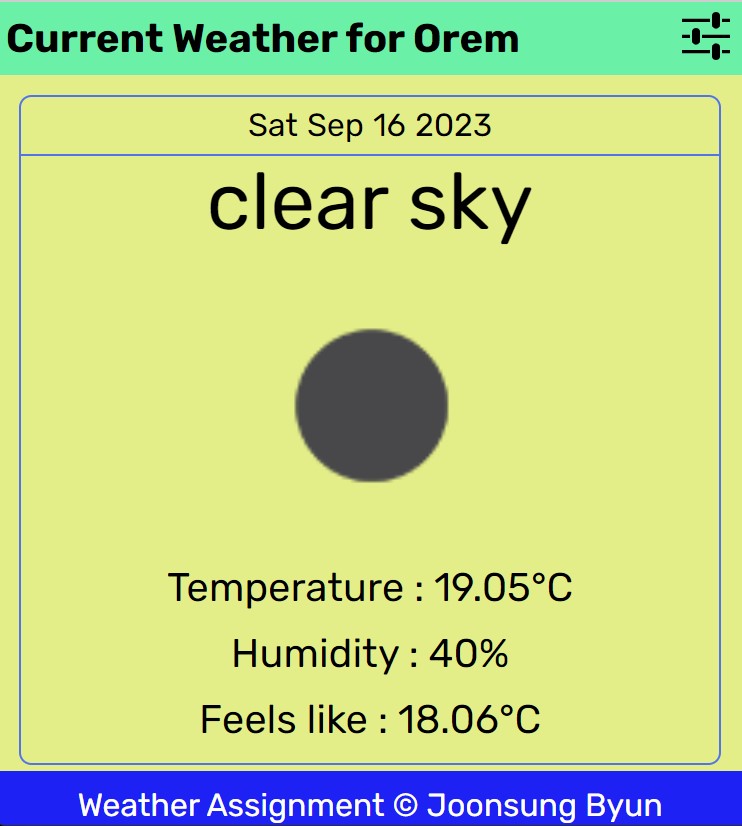 Current Weather for Orem
Sat Sep 16 2023
clear sky
Temperature : 19.05°C
Humidity : 40%
Feels like : 18.06°C
Weather Assignment © Joonsung Byun